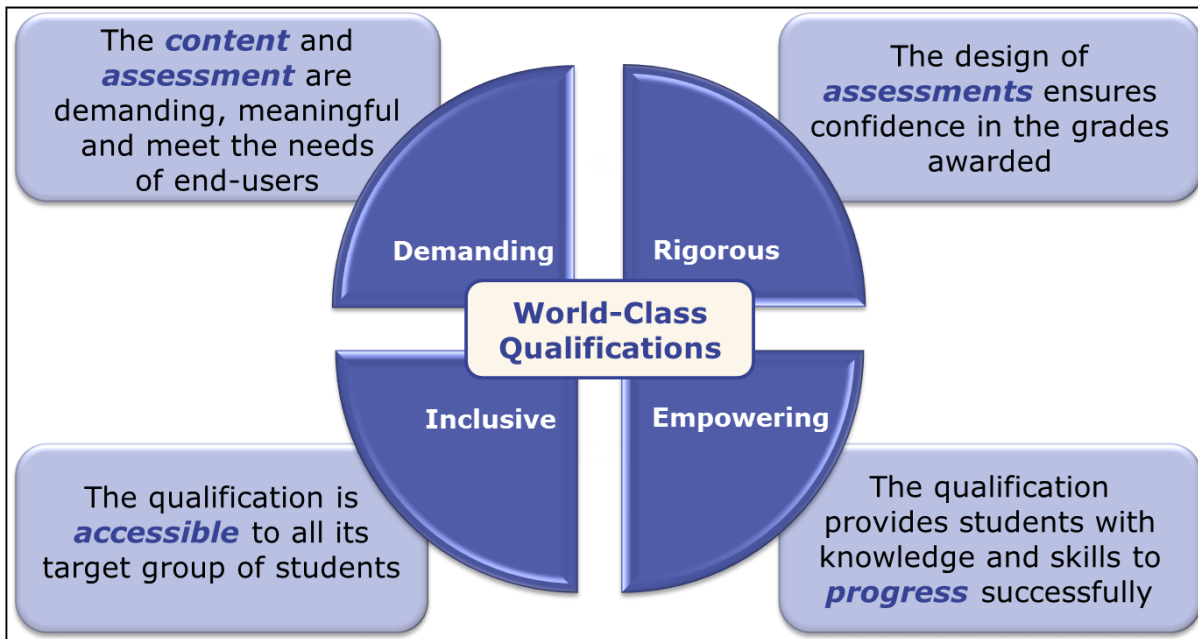 The content and
assessment are
demanding, meaningful
and meet the needs
of end-users
The design of
assessments ensures
confidence in the grades
awarded
Demanding
Rigorous
World-Class
Qualifications
Inclusive
Empowering
The qualification is
accessible to all its
target group of students
The qualification
provides students with
knowledge and skills to
progress successfully